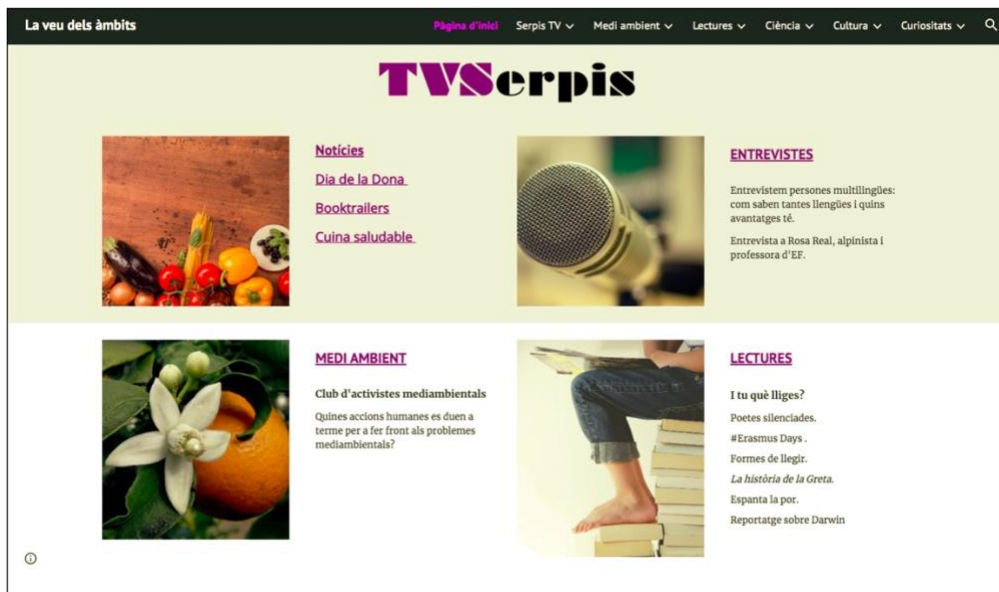 La veu dels àmbits
Pàgina d'inici
Serpis TV
Medi ambient
Lectures
Ciència
Cultura
Curiositats
TVSerpis
Notícies
Dia de la Dona
Booktrailers
Cuina saludable
ENTREVISTES
Entrevistem persones multilingües:
com saben tantes llengües i quins
avantatges té.
Entrevista a Rosa Real, alpinista i
professora d'EF.
MEDI AMBIENT
Club d'activistes mediambientals
Quines accions humanes es duen a
terme per a fer front als problemes
mediambientals?
LECTURES
I tu què lliges?
Poetes silenciades.
#Erasmus Days .
Formes de llegir.
La història de la Greta.
Espanta la por.
Reportatge sobre Darwin